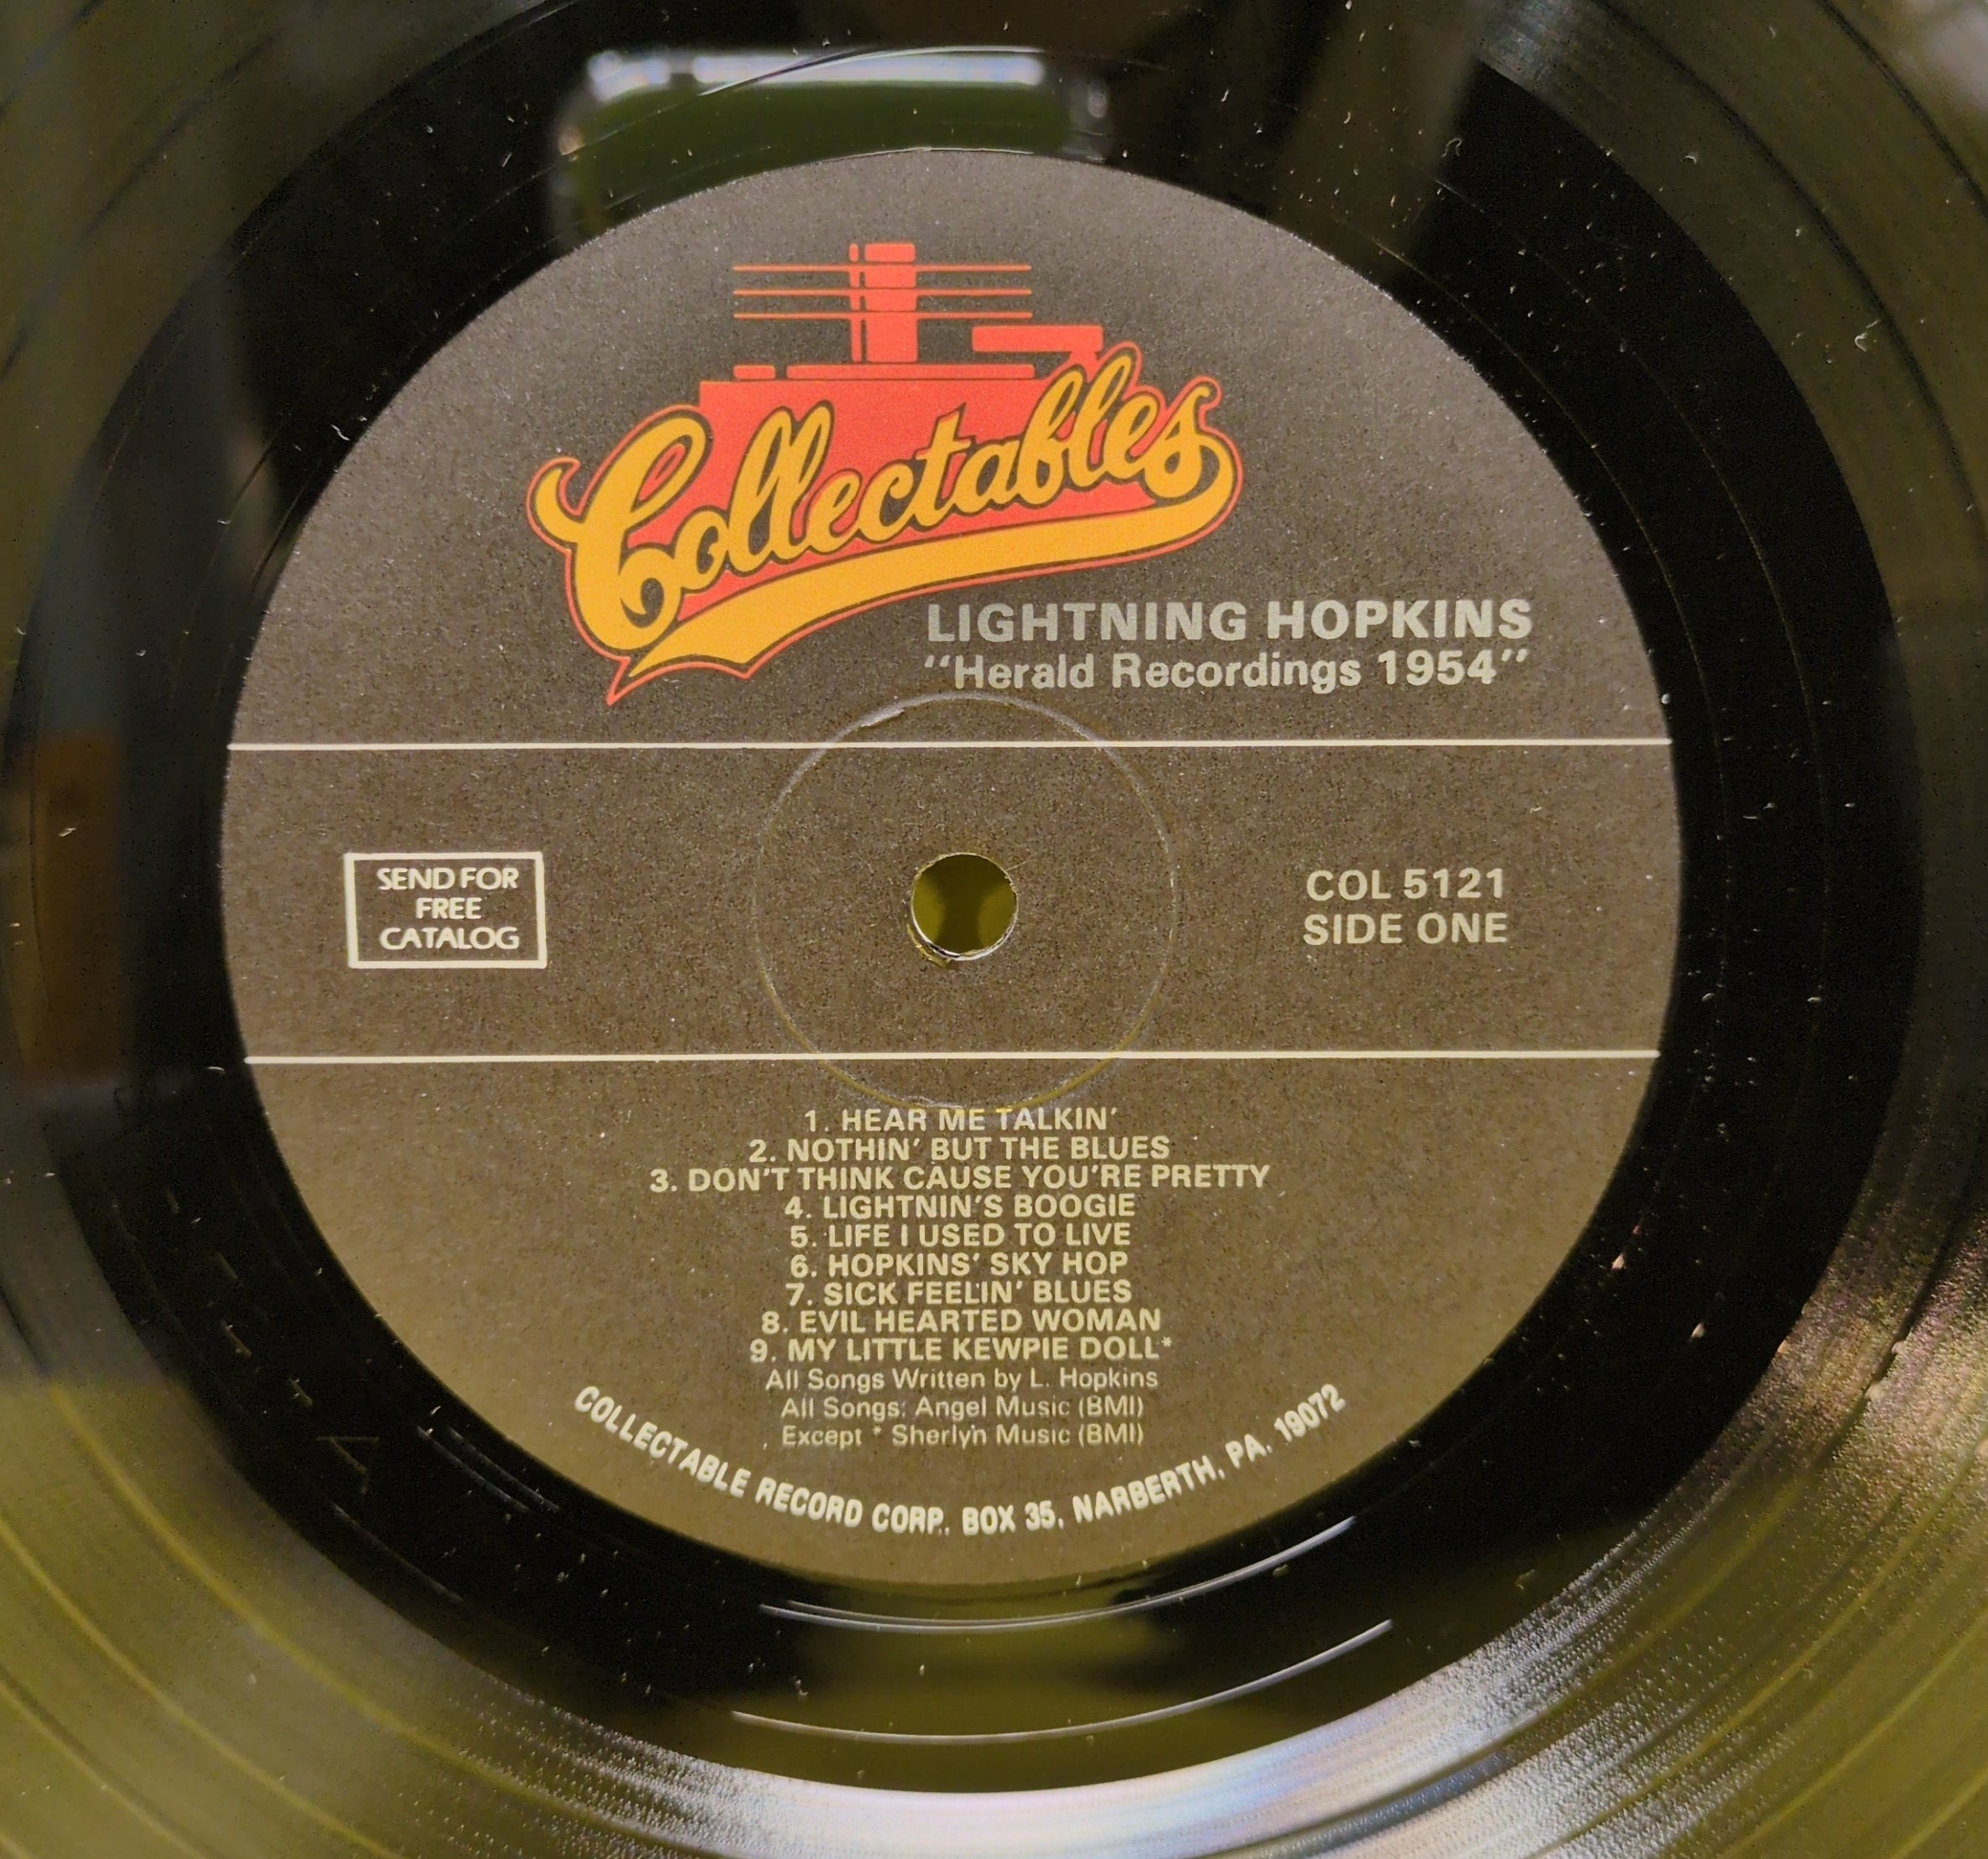 Collectables
LIGHTNING HOPKINS
"Herald Recordings 1954"
SEND FOR
FREE
CATALOG
COL 5121
SIDE ONE
1. HEAR ME TALKIN'
2. NOTHIN' BUT THE BLUES
3. DON'T THINK CAUSE YOU'RE PRETTY
4. LIGHTNIN'S BOOGIE
5. LIFE I USED TO LIVE
6. HOPKINS' SKY HOP
7. SICK FEELIN' BLUES
8. EVIL HEARTED WOMAN
9. MY LITTLE KEWPIE DOLL*
All Songs Written by L. Hopkins
All Songs: Angel Music (BMI)
Except * Sherlyn Music (BMI)
COLLECTABLE RECORD CORP., BOX 35, NARBERTH, PA. 19072